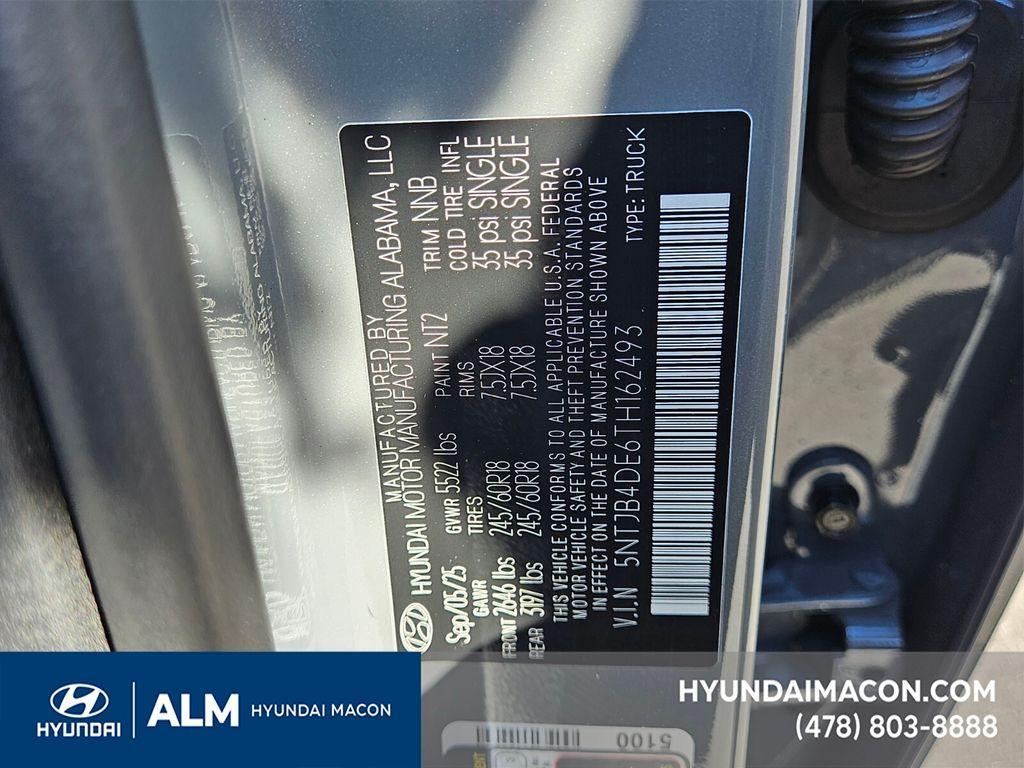 MANUFACTURED BY
HYUNDAI MOTOR MANUFACTURING ALABAMA, LLC
Sep/05/25 GVWR 5522 lbs PAINT NT2 TRIM NNB
GAWR TIRES RIMS COLD TIRE INFL
FRONT 2646 lbs 245/60R18 7.5JX18 35 psi SINGLE
REAR 3197 lbs 245/60R18 7.5JX18 35 psi SINGLE
THIS VEHICLE CONFORMS TO ALL APPLICABLE U.S.A. FEDERAL
MOTOR VEHICLE SAFETY AND THEFT PREVENTION STANDARDS
IN EFFECT ON THE DATE OF MANUFACTURE SHOWN ABOVE
V.I.N 5NTJB4DE6TH162493 TYPE: TRUCK
5100
HYUNDAI
ALM HYUNDAI MACON
HYUNDAIMACON.COM
(478) 803-8888